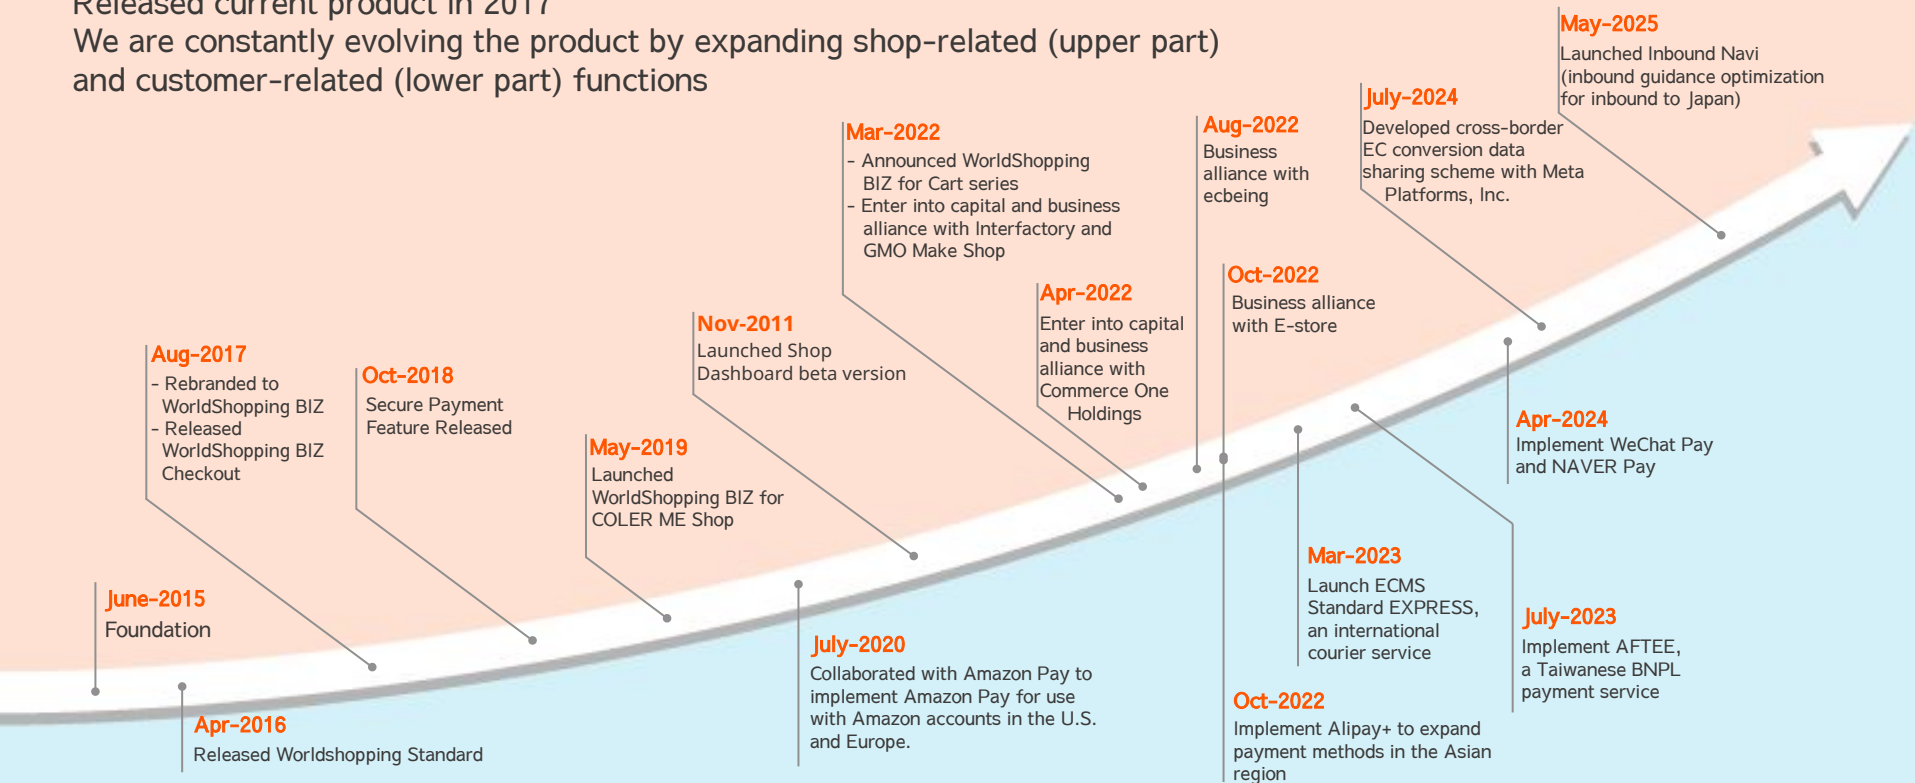 Released current product in 2017
We are constantly evolving the product by expanding shop-related (upper part)
and customer-related (lower part) functions
June-2015
Foundation
Apr-2016
Released Worldshopping Standard
Aug-2017
- Rebranded to
WorldShopping BIZ
- Released
WorldShopping BIZ
Checkout
Oct-2018
Secure Payment
Feature Released
May-2019
Launched
WorldShopping BIZ for
COLER ME Shop
July-2020
Collaborated with Amazon Pay to
implement Amazon Pay for use
with Amazon accounts in the U.S.
and Europe.
Nov-2011
Launched Shop
Dashboard beta version
Mar-2022
- Announced WorldShopping
BIZ for Cart series
- Enter into capital and business
alliance with Interfactory and
GMO Make Shop
Apr-2022
Enter into capital
and business
alliance with
Commerce One
Holdings
Aug-2022
Business
alliance with
ecbeing
Oct-2022
Business alliance
with E-store
Oct-2022
Implement Alipay+ to expand
payment methods in the Asian
region
Mar-2023
Launch ECMS
Standard EXPRESS,
an international
courier service
July-2023
Implement AFTEE,
a Taiwanese BNPL
payment service
Apr-2024
Implement WeChat Pay
and NAVER Pay
July-2024
Developed cross-border
EC conversion data
sharing scheme with Meta
Platforms, Inc.
May-2025
Launched Inbound Navi
(inbound guidance optimization
for inbound to Japan)